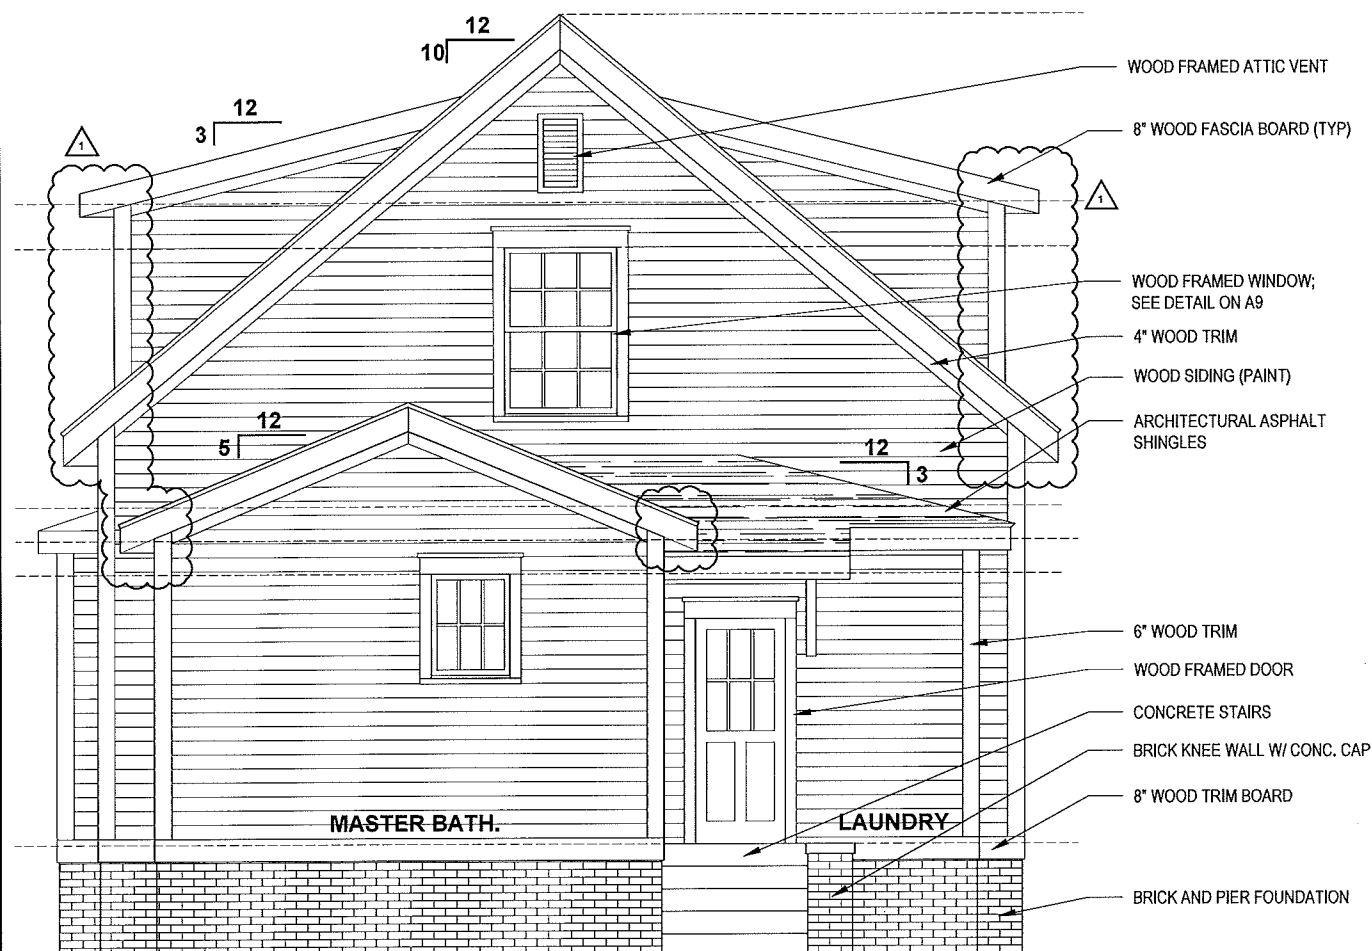 12
10
WOOD FRAMED ATTIC VENT
12
3
8" WOOD FASCIA BOARD (TYP)
1
1
WOOD FRAMED WINDOW;
SEE DETAIL ON A9
4" WOOD TRIM
WOOD SIDING (PAINT)
ARCHITECTURAL ASPHALT
SHINGLES
12
5
12
3
6" WOOD TRIM
WOOD FRAMED DOOR
CONCRETE STAIRS
BRICK KNEE WALL W/ CONC. CAP
8" WOOD TRIM BOARD
MASTER BATH.
LAUNDRY
BRICK AND PIER FOUNDATION